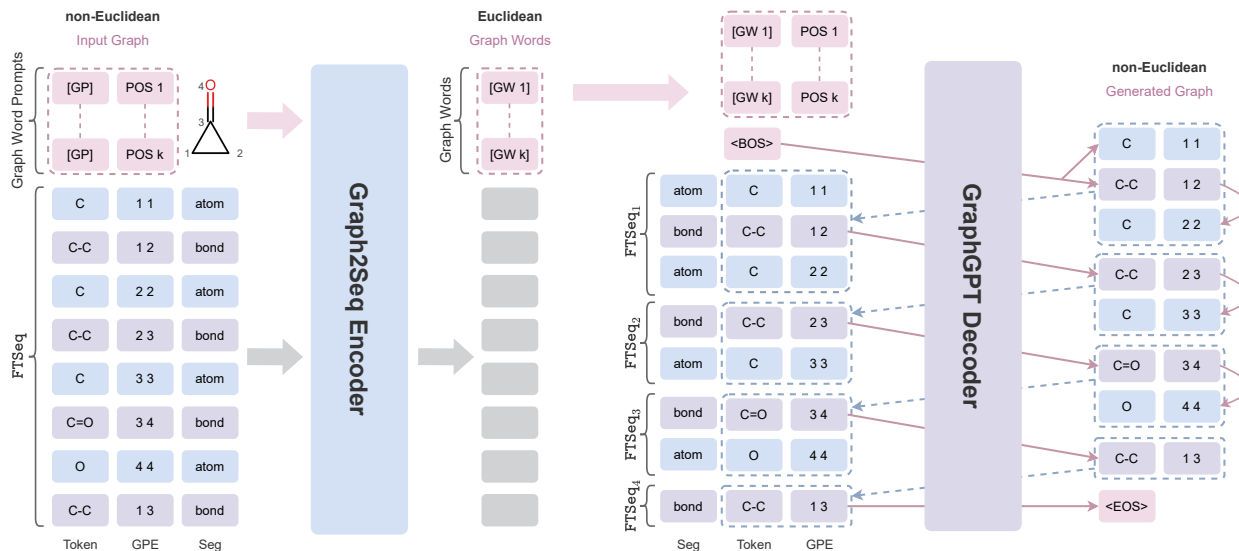 non-Euclidean
Input Graph
Graph Word Prompts
[GP] POS 1
[GP] POS k
4 O
3
1 2
FTSeq
C 1 1 atom
C-C 1 2 bond
C 2 2 atom
C-C 2 3 bond
C 3 3 atom
C=O 3 4 bond
O 4 4 atom
C-C 1 3 bond
Token GPE Seg
Graph2Seq Encoder
Euclidean
Graph Words
Graph Words
[GW 1]
[GW k]
[GW 1] POS 1
[GW k] POS k
<BOS>
FTSeq1
atom C 1 1
bond C-C 1 2
atom C 2 2
FTSeq2
bond C-C 2 3
atom C 3 3
FTSeq3
bond C=O 3 4
atom O 4 4
FTSeq4
bond C-C 1 3
Seg Token GPE
GraphGPT Decoder
non-Euclidean
Generated Graph
C 1 1
C-C 1 2
C 2 2
C-C 2 3
C 3 3
C=O 3 4
O 4 4
C-C 1 3
<EOS>